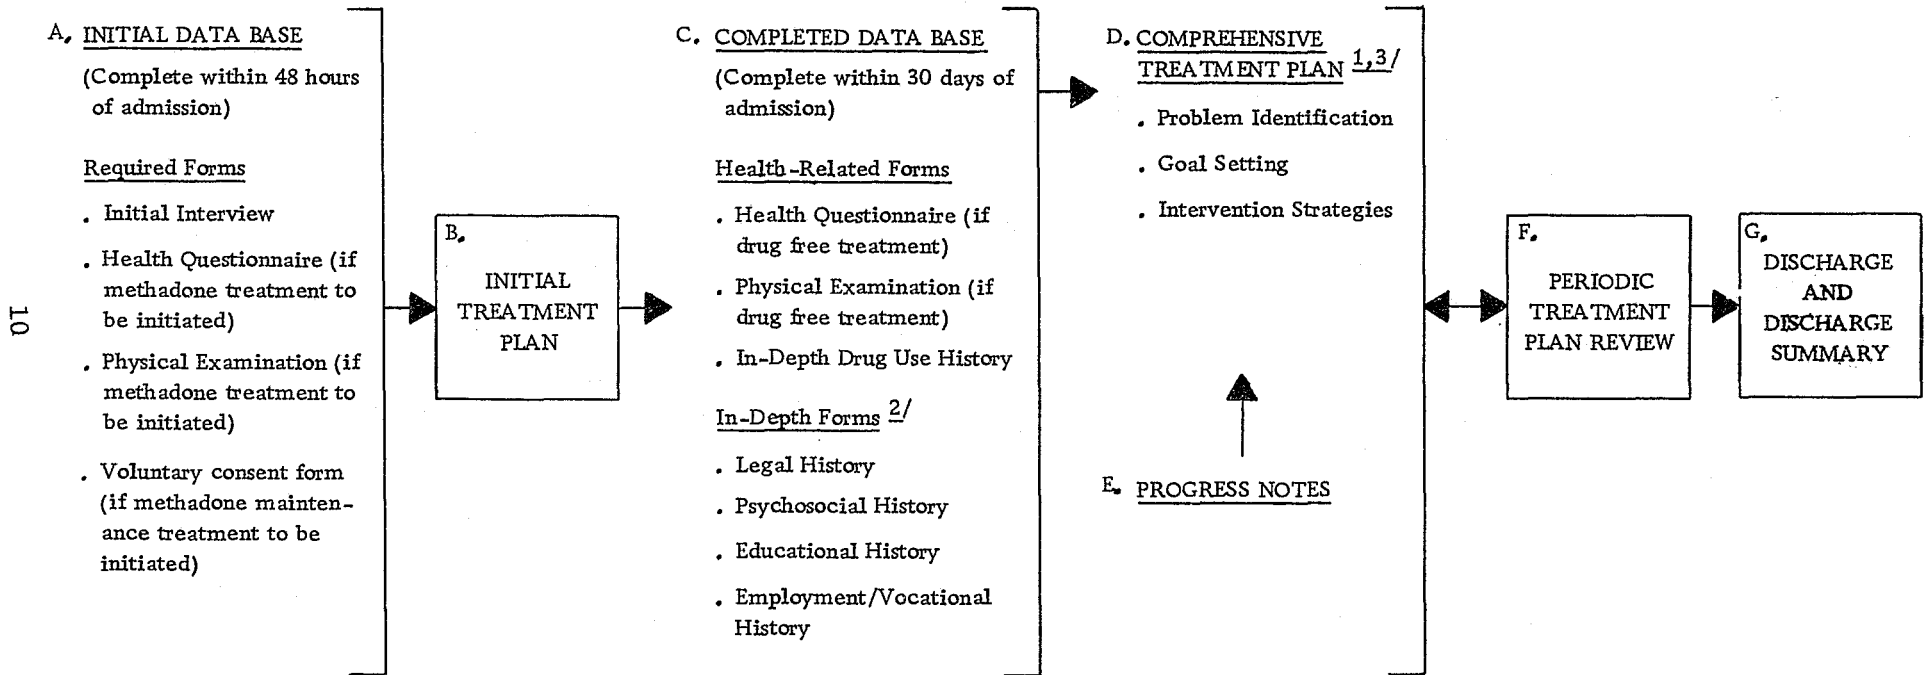 A. INITIAL DATA BASE
(Complete within 48 hours
of admission)
Required Forms
. Initial Interview
. Health Questionnaire (if
methadone treatment to
be initiated)
. Physical Examination (if
methadone treatment to
be initiated)
. Voluntary consent form
(if methadone mainten-
ance treatment to be
initiated)
B.
INITIAL
TREATMENT
PLAN
C. COMPLETED DATA BASE
(Complete within 30 days of
admission)
Health-Related Forms
. Health Questionnaire (if
drug free treatment)
. Physical Examination (if
drug free treatment)
. In-Depth Drug Use History
In-Depth Forms 2/
. Legal History
. Psychosocial History
. Educational History
. Employment/Vocational
History
D. COMPREHENSIVE
TREATMENT PLAN 1,3/
. Problem Identification
. Goal Setting
. Intervention Strategies
E. PROGRESS NOTES
F.
PERIODIC
TREATMENT
PLAN REVIEW
G.
DISCHARGE
AND
DISCHARGE
SUMMARY
10